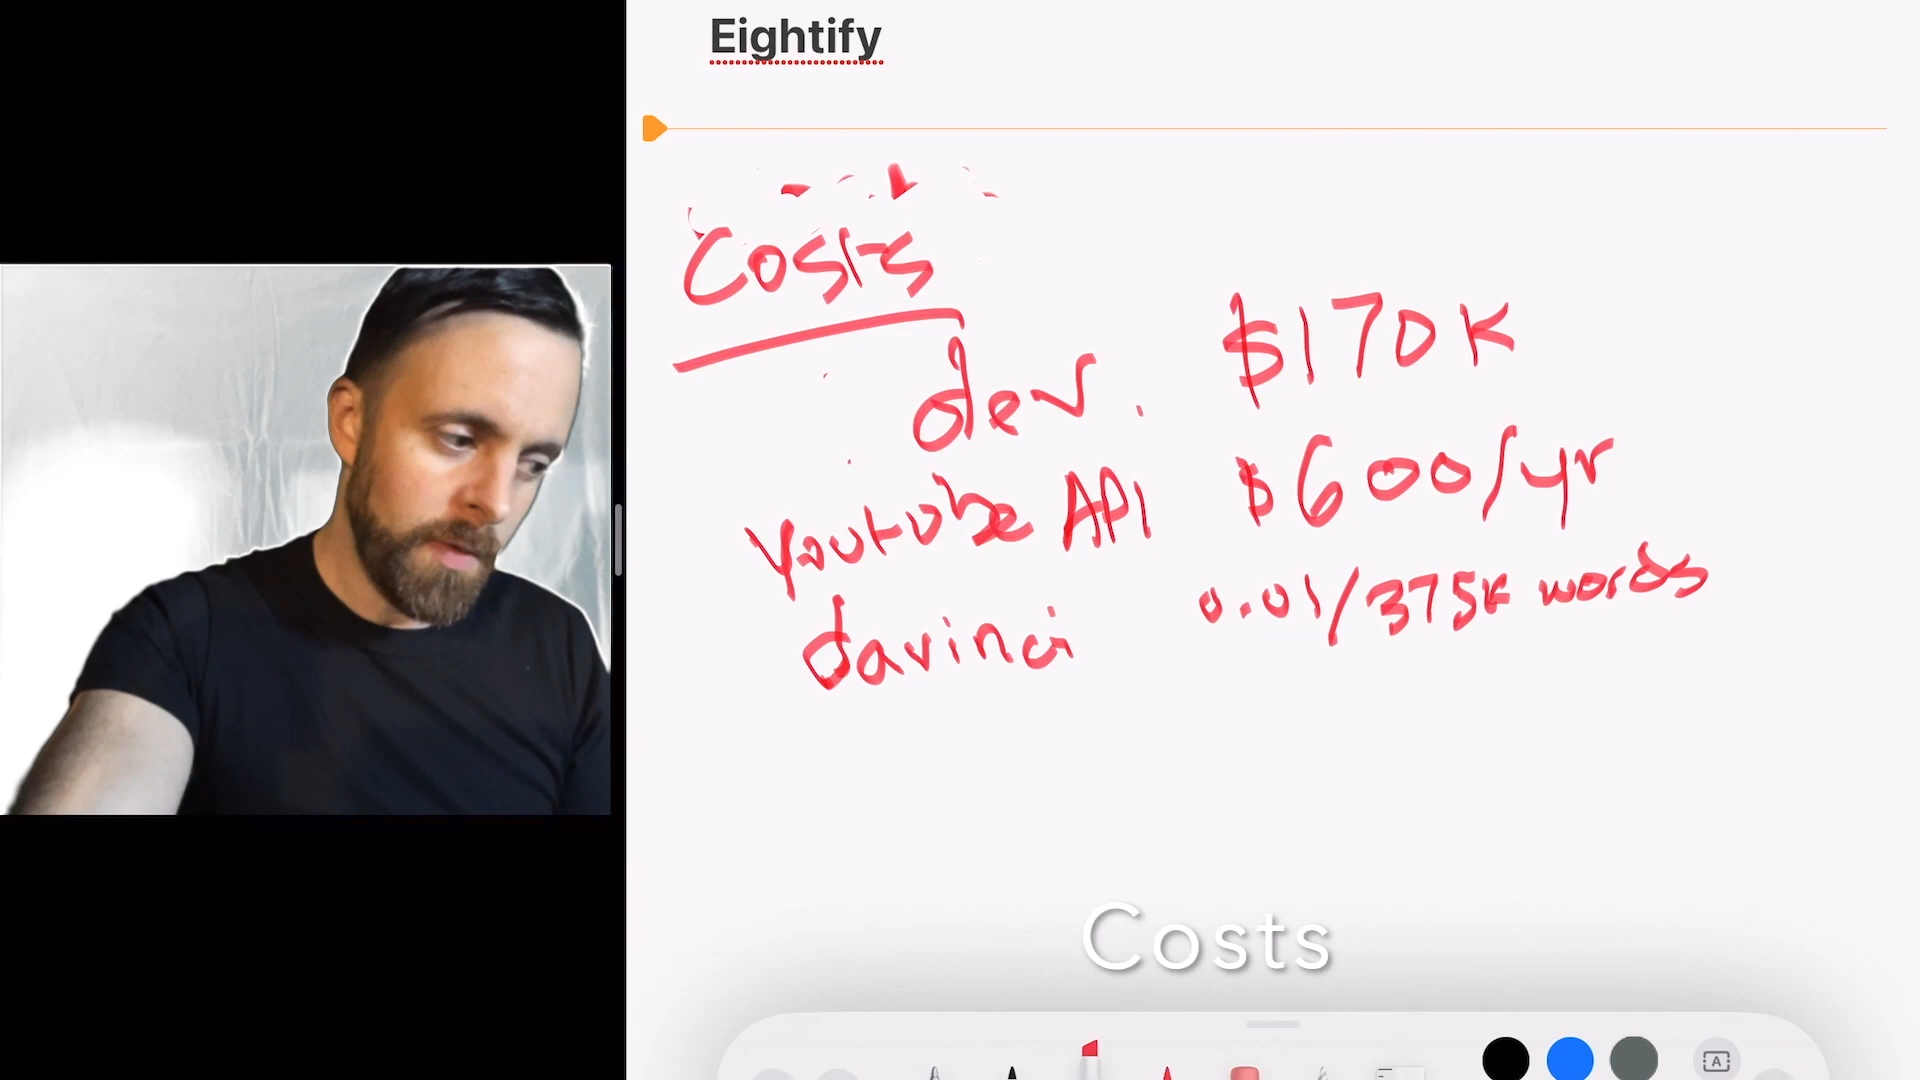 Eightify
Costs
dev. $170K
Youtube API $600/yr
davinci 0.01/375K words
Costs
A